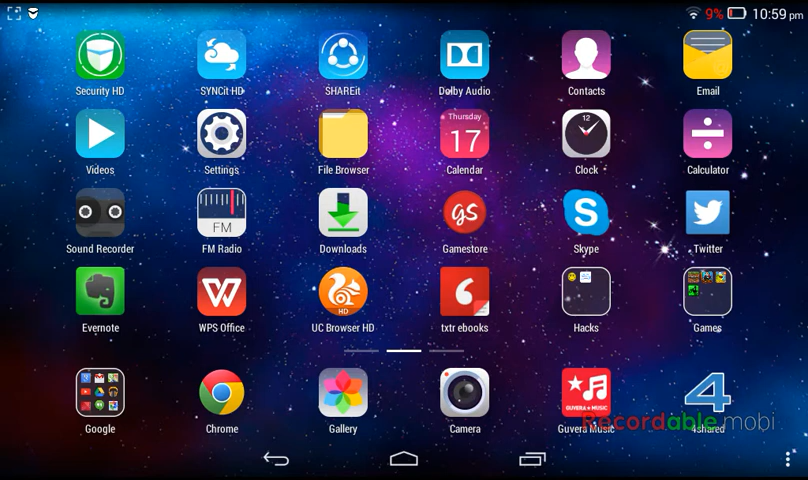 9% 10:59 pm
Security HD SYNCit HD SHAREit Dolby Audio Contacts Email
Thursday
17
12
Videos Settings File Browser Calendar Clock Calculator
FM
gs
S
Sound Recorder FM Radio Downloads Gamestore Skype Twitter
W
HD
Evernote WPS Office UC Browser HD txtr ebooks Hacks Games
GUVERA MUSIC
4
Google Chrome Gallery Camera Guvera Music 4shared
Recordable.mobi